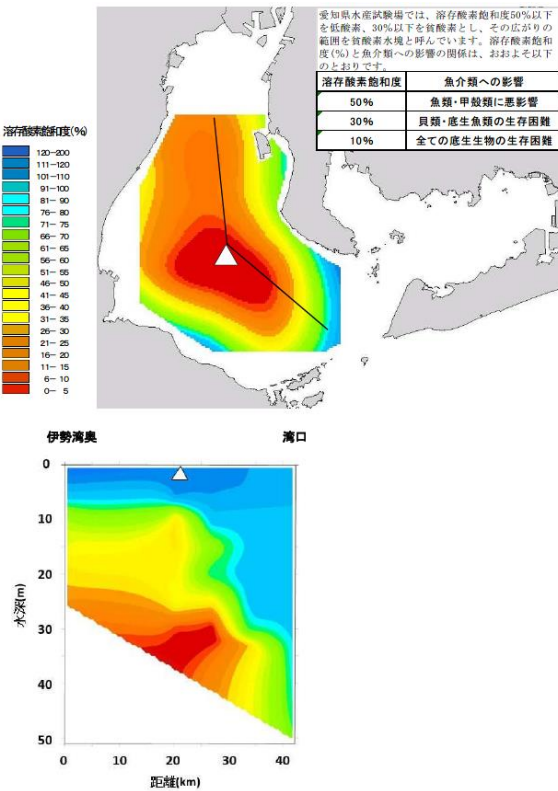 愛知県水産試験場では、溶存酸素飽和度50%以下
を低酸素、30%以下を貧酸素とし、その広がりの
範囲を貧酸素水塊と呼んでいます。溶存酸素飽和
度(%)と魚介類への影響の関係は、おおよそ以下
のとおりです。
溶存酸素飽和度 魚介類への影響
50% 魚類・甲殻類に悪影響
30% 貝類・底生魚類の生存困難
10% 全ての底生生物の生存困難
溶存酸素飽和度(%)
120-200
111-120
101-110
91-100
81- 90
76- 80
71- 75
66- 70
61- 65
56- 60
51- 55
46- 50
41- 45
36- 40
31- 35
26- 30
21- 25
16- 20
11- 15
6- 10
0- 5
伊勢湾奥 湾口
0
10
20
30
40
50
水深(m)
0 10 20 30 40
距離(km)